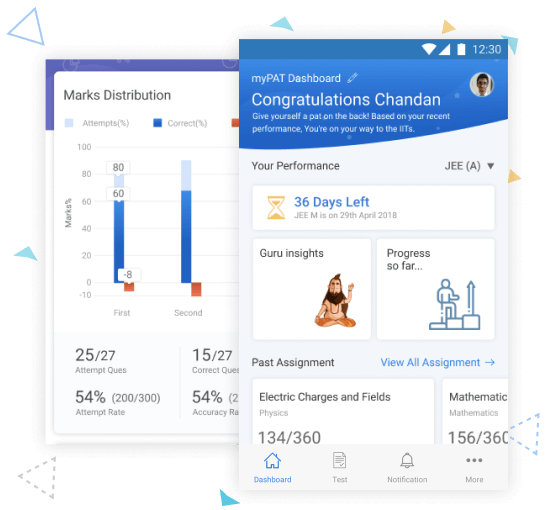 Marks Distribution
Attempts(%)
Correct(%)
100
80
60
40
20
0
-10
Marks%
80
60
-8
First
Second
25/27
Attempt Ques
15/27
Correct Ques
54% (200/300)
Attempt Rate
54%
Accuracy
12:30
myPAT Dashboard
Congratulations Chandan
Give yourself a pat on the back! Based on your recent
performance, You're on your way to the IITs.
Your Performance
JEE (A) ▼
36 Days Left
JEE M is on 29th April 2018
Guru insights
Progress
so far...
Past Assignment
View All Assignment →
Electric Charges and Fields
Physics
134/360
Mathematic
Mathematics
156/360
Dashboard
Test
Notification
More